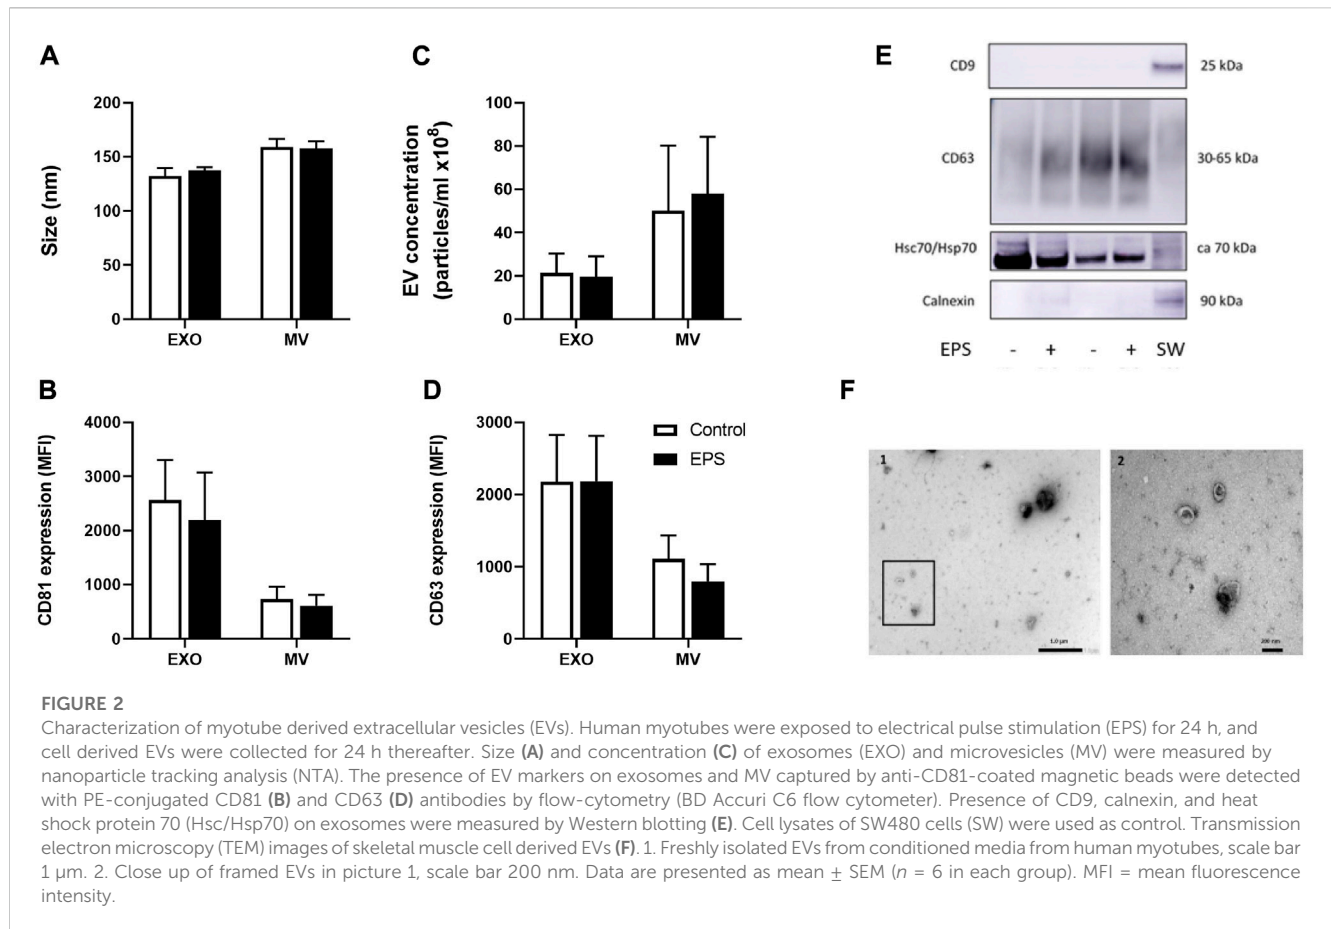 A
Size (nm)
200
150
100
50
0
EXO
MV
C
EV concentration
(particles/ml x10⁸)
100
80
60
40
20
0
EXO
MV
B
CD81 expression (MFI)
4000
3000
2000
1000
0
EXO
MV
D
CD63 expression (MFI)
3000
2000
1000
0
EXO
MV
Control
EPS
E
CD9
25 kDa
CD63
30-65 kDa
Hsc70/Hsp70
ca 70 kDa
Calnexin
90 kDa
EPS - + - + SW
F
1
1.0 µm
2
200 nm
FIGURE 2
Characterization of myotube derived extracellular vesicles (EVs). Human myotubes were exposed to electrical pulse stimulation (EPS) for 24 h, and
cell derived EVs were collected for 24 h thereafter. Size (A) and concentration (C) of exosomes (EXO) and microvesicles (MV) were measured by
nanoparticle tracking analysis (NTA). The presence of EV markers on exosomes and MV captured by anti-CD81-coated magnetic beads were detected
with PE-conjugated CD81 (B) and CD63 (D) antibodies by flow-cytometry (BD Accuri C6 flow cytometer). Presence of CD9, calnexin, and heat
shock protein 70 (Hsc/Hsp70) on exosomes were measured by Western blotting (E). Cell lysates of SW480 cells (SW) were used as control. Transmission
electron microscopy (TEM) images of skeletal muscle cell derived EVs (F). 1. Freshly isolated EVs from conditioned media from human myotubes, scale bar
1 µm. 2. Close up of framed EVs in picture 1, scale bar 200 nm. Data are presented as mean ± SEM (n = 6 in each group). MFI = mean fluorescence
intensity.